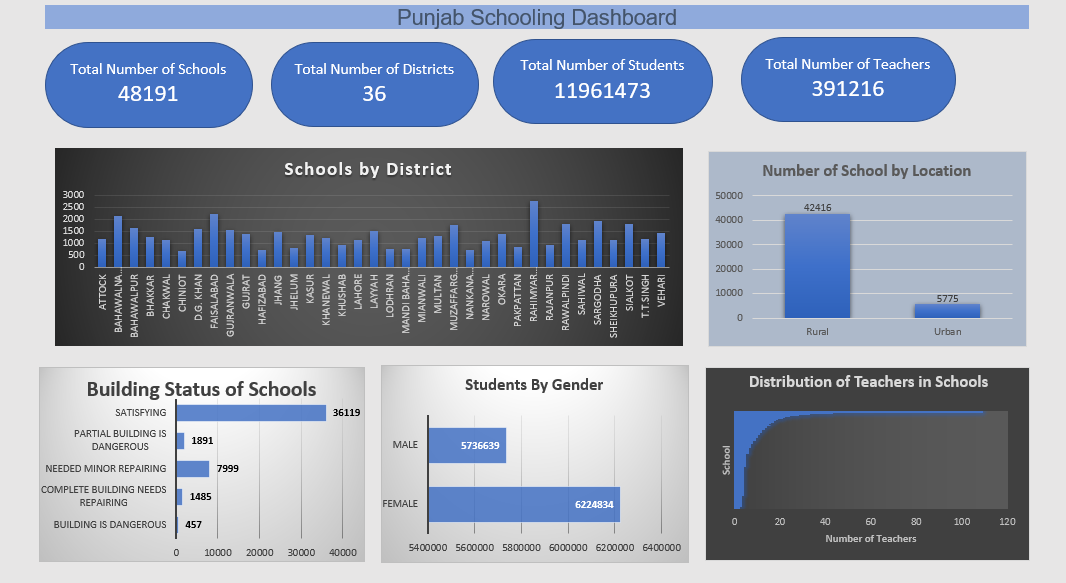 Punjab Schooling Dashboard
Total Number of Schools
48191
Total Number of Districts
36
Total Number of Students
11961473
Total Number of Teachers
391216
Schools by District
3000
2500
2000
1500
1000
500
0
ATTOCK
BAHAWALNA...
BAHAWALPUR
BHAKKAR
CHAKWAL
CHINIOT
D.G. KHAN
FAISALABAD
GUJRANWALA
GUJRAT
HAFIZABAD
JHANG
JHELUM
KASUR
KHANEWAL
KHUSHAB
LAHORE
LAYYAH
LODHRAN
MANDI BAHA...
MIANWALI
MULTAN
MUZAFFARG...
NANKANA...
NAROWAL
OKARA
PAKPATTAN
RAHIMYAR...
RAJANPUR
RAWALPINDI
SAHIWAL
SARGODHA
SHEIKHUPURA
SIALKOT
T.T.SINGH
VEHARI
Number of School by Location
50000
40000
30000
20000
10000
0
42416
5775
Rural
Urban
Building Status of Schools
SATISFYING
36119
PARTIAL BUILDING IS
DANGEROUS
1891
NEEDED MINOR REPAIRING
7999
COMPLETE BUILDING NEEDS
REPAIRING
1485
BUILDING IS DANGEROUS
457
0 10000 20000 30000 40000
Students By Gender
MALE
5736639
FEMALE
6224834
5400000 5600000 5800000 6000000 6200000 6400000
Distribution of Teachers in Schools
School
0 20 40 60 80 100 120
Number of Teachers